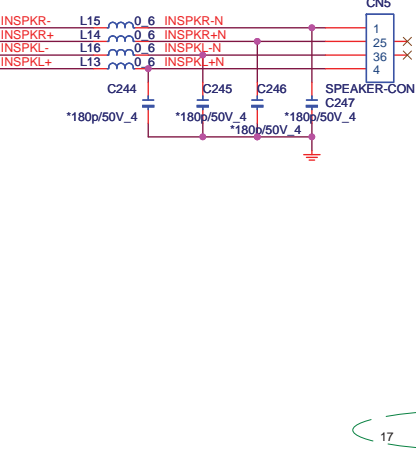 CN5
INSPKR- L15 0_6 INSPKR-N 1
INSPKR+ L14 0_6 INSPKR+N 25
INSPKL- L16 0_6 INSPKL-N 36
INSPKL+ L13 0_6 INSPKL+N 4
C244 C245 C246 SPEAKER-CON
C247
*180p/50V_4 *180p/50V_4 *180p/50V_4
*180p/50V_4
17